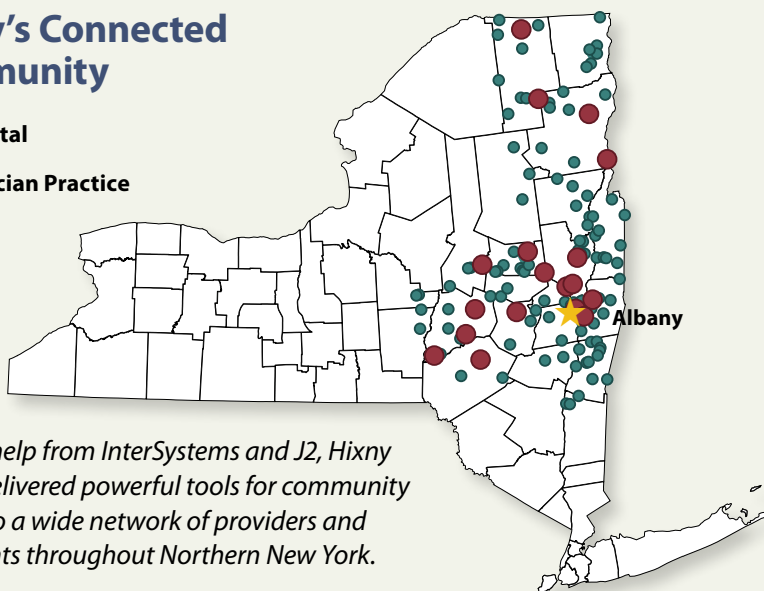 y’s Connected
munity
tal
cian Practice
Albany
help from InterSystems and J2, Hixny
elivered powerful tools for community
o a wide network of providers and
nts throughout Northern New York.